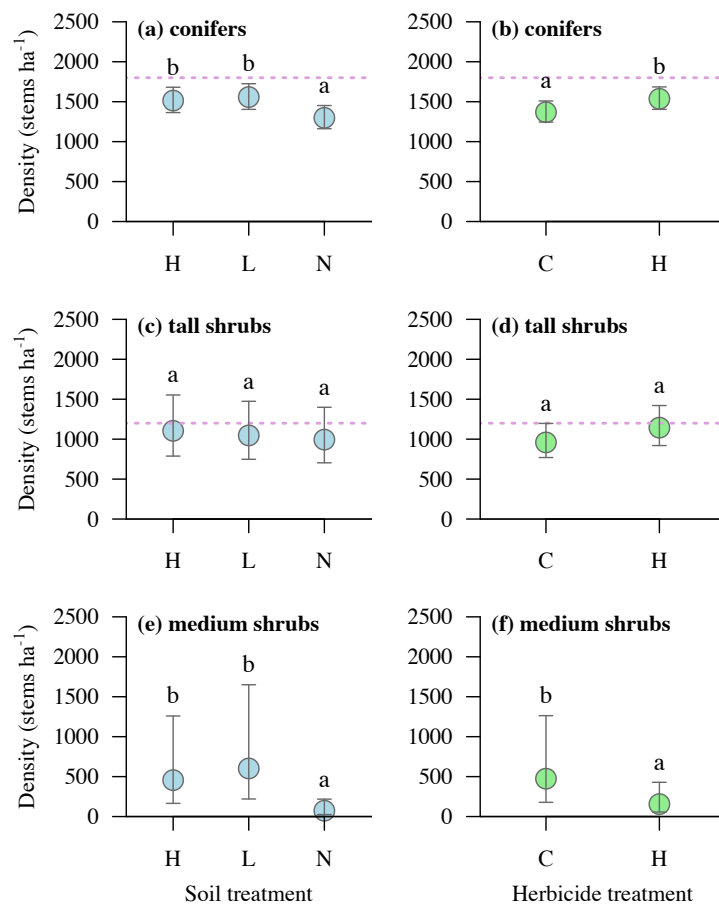 (a) conifers
Density (stems ha-1)
2500
2000
1500
1000
500
0
b
b
a
H
L
N
(b) conifers
2500
2000
1500
1000
500
0
a
b
C
H
(c) tall shrubs
Density (stems ha-1)
2500
2000
1500
1000
500
0
a
a
a
H
L
N
(d) tall shrubs
2500
2000
1500
1000
500
0
a
a
C
H
(e) medium shrubs
Density (stems ha-1)
2500
2000
1500
1000
500
0
b
b
a
H
L
N
Soil treatment
(f) medium shrubs
2500
2000
1500
1000
500
0
b
a
C
H
Herbicide treatment